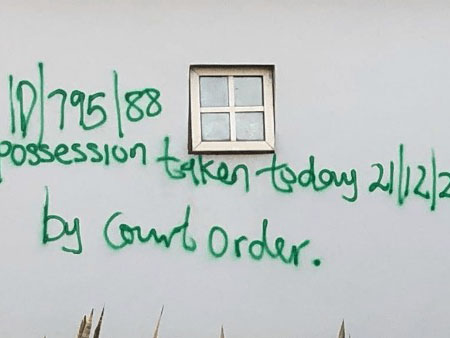 ID/795/88
possession taken today 21/12/2
by Court Order.